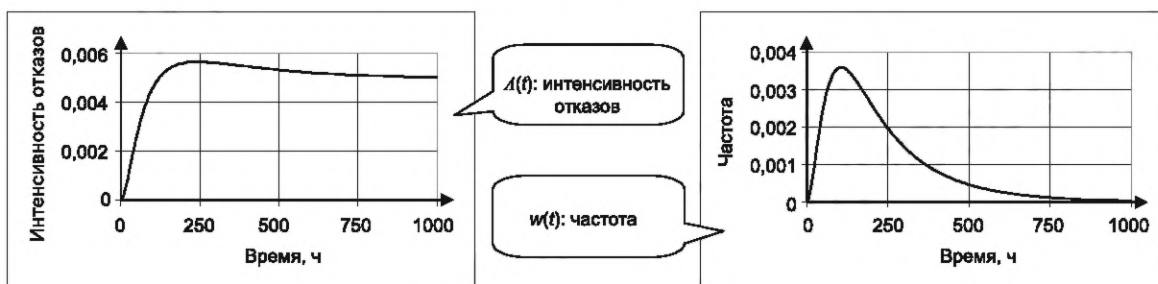 Интенсивность отказов
0,006
0,004
0,002
0
0 250 500 750 1000
Время, ч
Λ(t): интенсивность
отказов
w(t): частота
Частота
0,004
0,003
0,002
0,001
0
0 250 500 750 1000
Время, ч